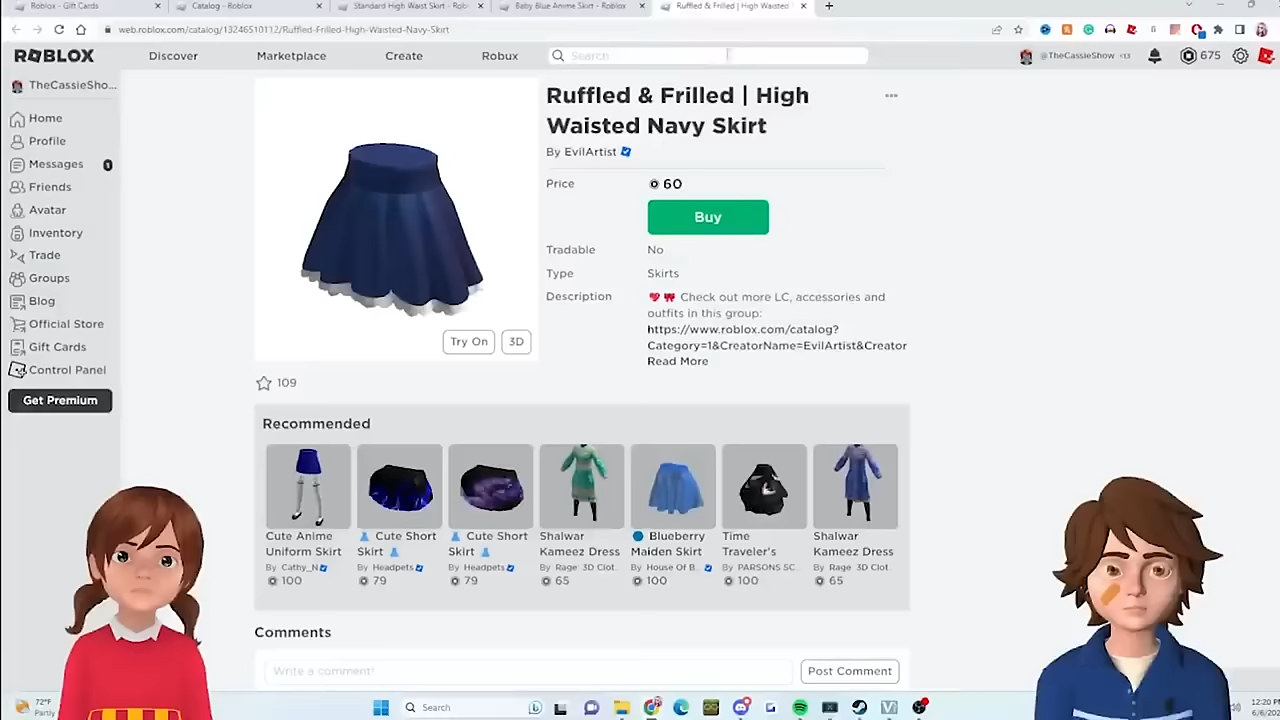 Roblox - Gift Cards
Catalog - Roblox
Standard High Waist Skirt - Rob
Baby Blue Anime Skirt - Roblox
Ruffled & Frilled | High Waisted
web.roblox.com/catalog/13246510112/Ruffled-Frilled-High-Waisted-Navy-Skirt
ROBLOX
Discover
Marketplace
Create
Robux
Search
@TheCassieShow
675
TheCassieSho...
Home
Profile
Messages
Friends
Avatar
Inventory
Trade
Groups
Blog
Official Store
Gift Cards
Control Panel
Get Premium
Ruffled & Frilled | High
Waisted Navy Skirt
By EvilArtist
Price
60
Buy
Tradable
No
Type
Skirts
Description
Check out more LC, accessories and
outfits in this group:
https://www.roblox.com/catalog?
Category=1&CreatorName=EvilArtist&Creator
Read More
Try On
3D
109
Recommended
Cute Anime
Uniform Skirt
By Cathy_N
100
Cute Short
Skirt
By Headpets
79
Cute Short
Skirt
By Headpets
79
Shalwar
Kameez Dress
By Rage 3D Clot..
65
Blueberry
Maiden Skirt
By House Of B..
100
Time
Traveler's
By PARSONS SC..
100
Shalwar
Kameez Dress
By Rage 3D Clot..
65
Comments
Write a comment!
Post Comment
72°F
Partly
Search
12:20 PM